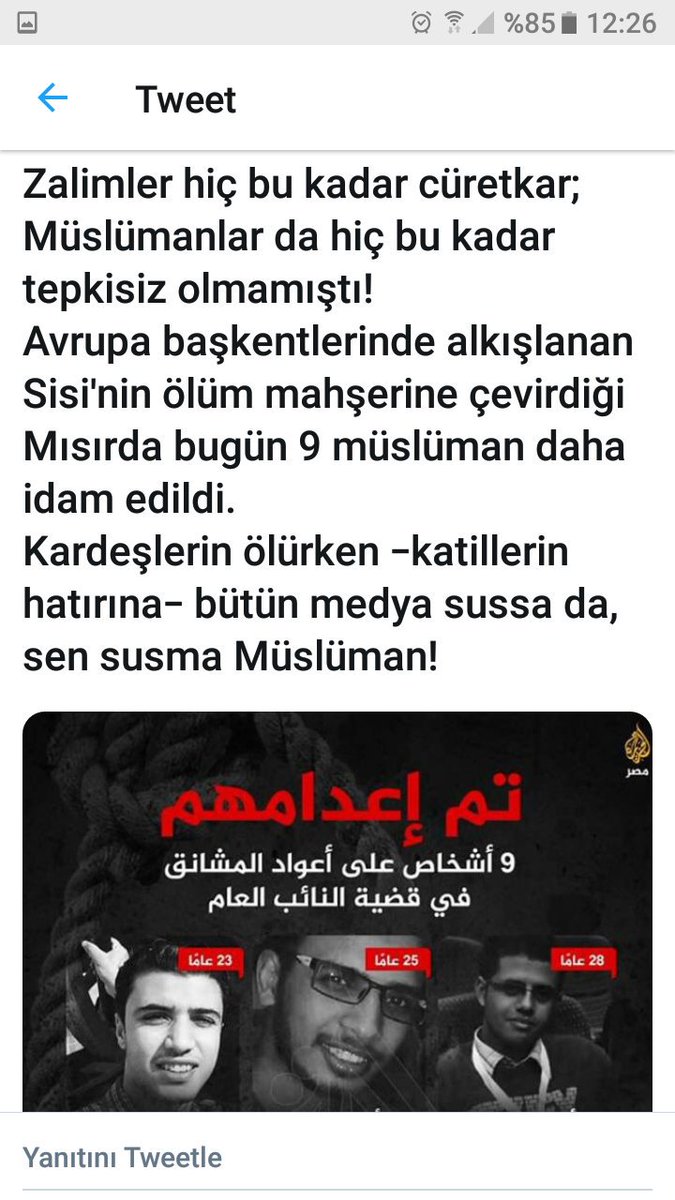 %85 12:26
Tweet
Zalimler hiç bu kadar cüretkar;
Müslümanlar da hiç bu kadar
tepkisiz olmamıştı!
Avrupa başkentlerinde alkışlanan
Sisi'nin ölüm mahşerine çevirdiği
Mısırda bugün 9 müslüman daha
idam edildi.
Kardeşlerin ölürken –katillerin
hatırına– bütün medya sussa da,
sen susma Müslüman!
مصر
تم إعدامهم
9 أشخاص على أعواد المشانق
في قضية النائب العام
28 عامًا
25 عامًا
23 عامًا
Yanıtını Tweetle